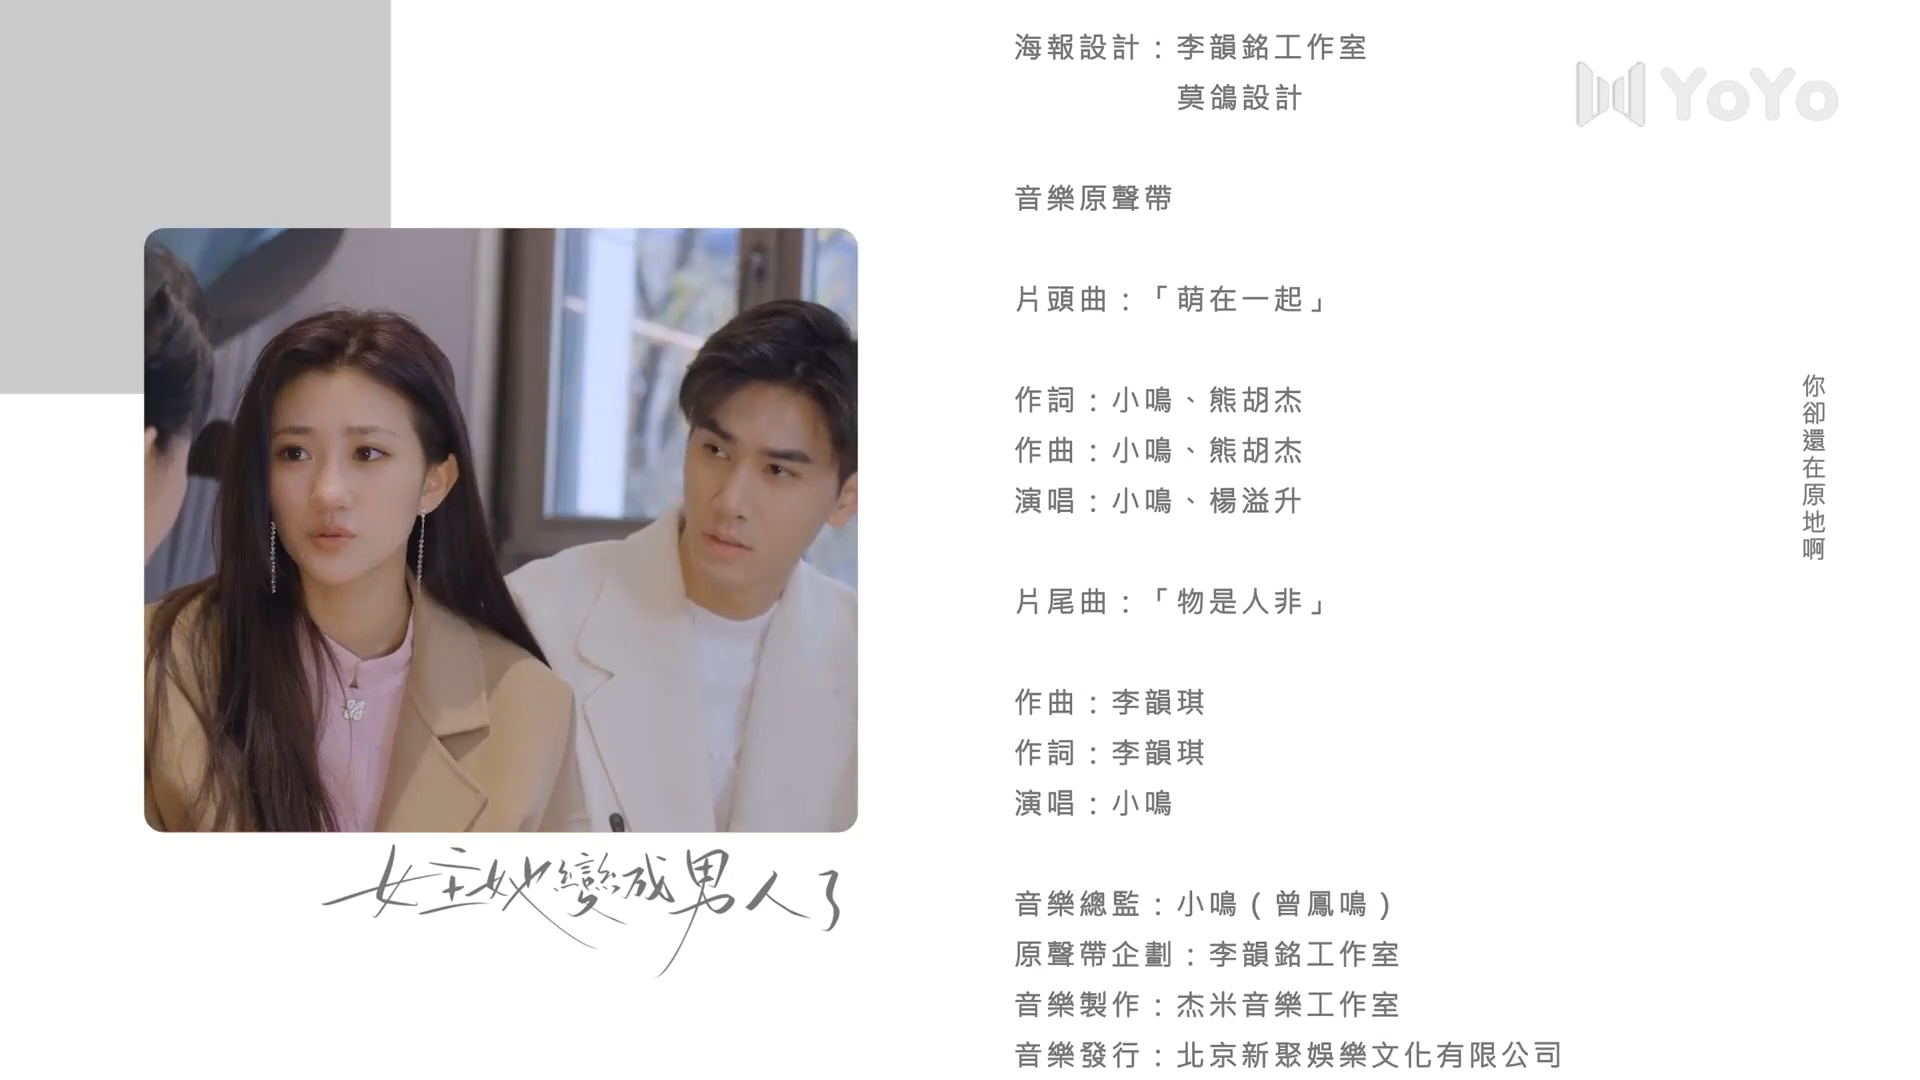 海報設計：李韻銘工作室
莫鴿設計
YoYo
音樂原聲帶
片頭曲：「萌在一起」
作詞：小鳴、熊胡杰
作曲：小鳴、熊胡杰
演唱：小鳴、楊溢升
片尾曲：「物是人非」
作曲：李韻琪
作詞：李韻琪
演唱：小鳴
音樂總監：小鳴（曾鳳鳴）
原聲帶企劃：李韻銘工作室
音樂製作：杰米音樂工作室
音樂發行：北京新聚娛樂文化有限公司
你卻還在原地啊
女主她變成男人了